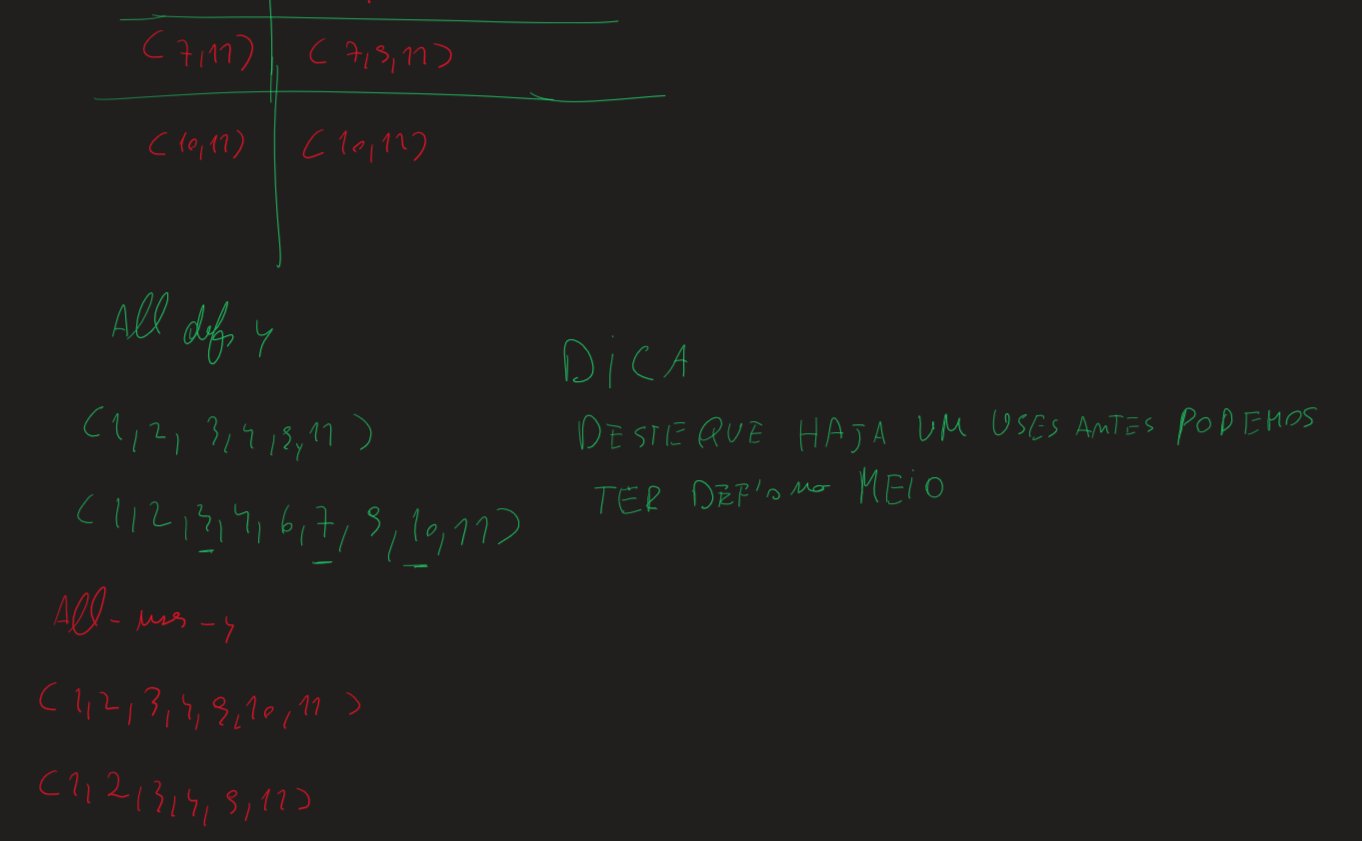 (7,11) (7,9,11)
(10,11) (10,11)
All defs y
(1,2,3,4,9,11)
DICA
DESDE QUE HAJA UM USES ANTES PODEMOS
TER DEF's no MEIO
(1,2,3,4,6,7,9,10,11)
All-uses-y
(1,2,3,4,9,10,11)
(1,2,3,4,9,11)